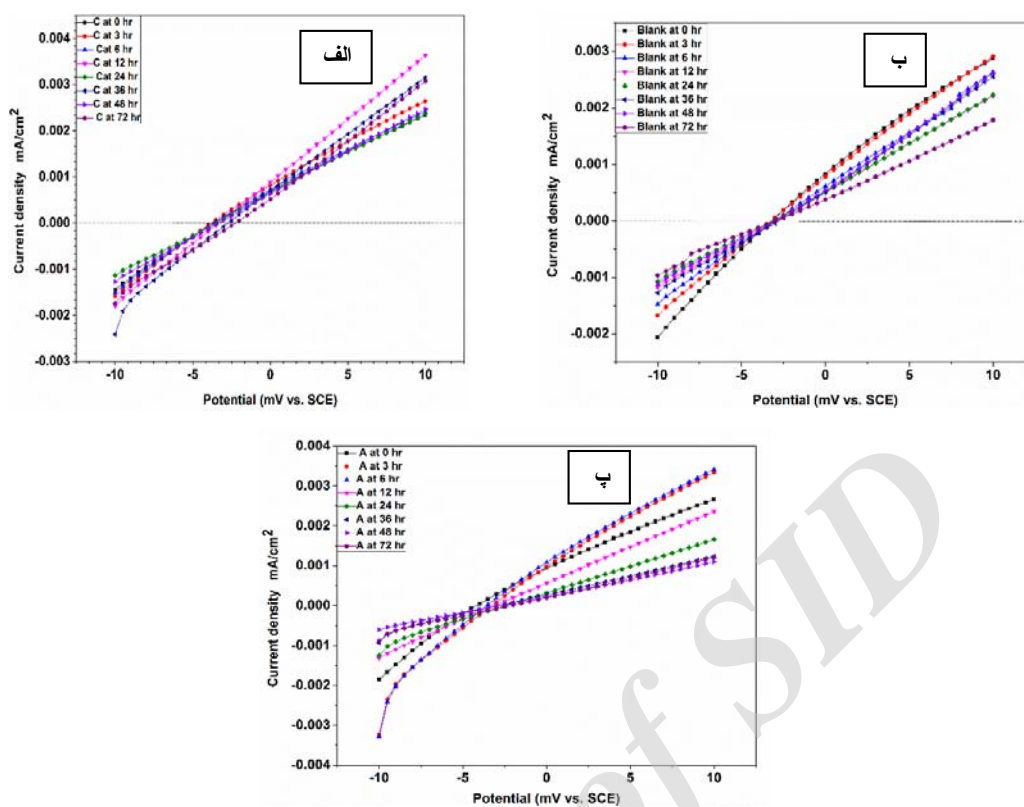 الف
C at 0 hr
C at 3 hr
C at 6 hr
C at 12 hr
Cat 24 hr
C at 36 hr
C at 48 hr
C at 72 hr
0.004
0.003
0.002
0.001
0.000
-0.001
-0.002
-0.003
Current density mA/cm²
-10 -5 0 5 10
Potential (mV vs. SCE)
ب
Blank at 0 hr
Blank at 3 hr
Blank at 6 hr
Blank at 12 hr
Blank at 24 hr
Blank at 36 hr
Blank at 48 hr
Blank at 72 hr
0.003
0.002
0.001
0.000
-0.001
-0.002
Current density mA/cm²
-10 -5 0 5 10
Potential (mV vs. SCE)
پ
A at 0 hr
A at 3 hr
A at 6 hr
A at 12 hr
A at 24 hr
A at 36 hr
A at 48 hr
A at 72 hr
0.004
0.003
0.002
0.001
0.000
-0.001
-0.002
-0.003
-0.004
Current density mA/cm²
-10 -5 0 5 10
Potential (mV vs. SCE)
of SID